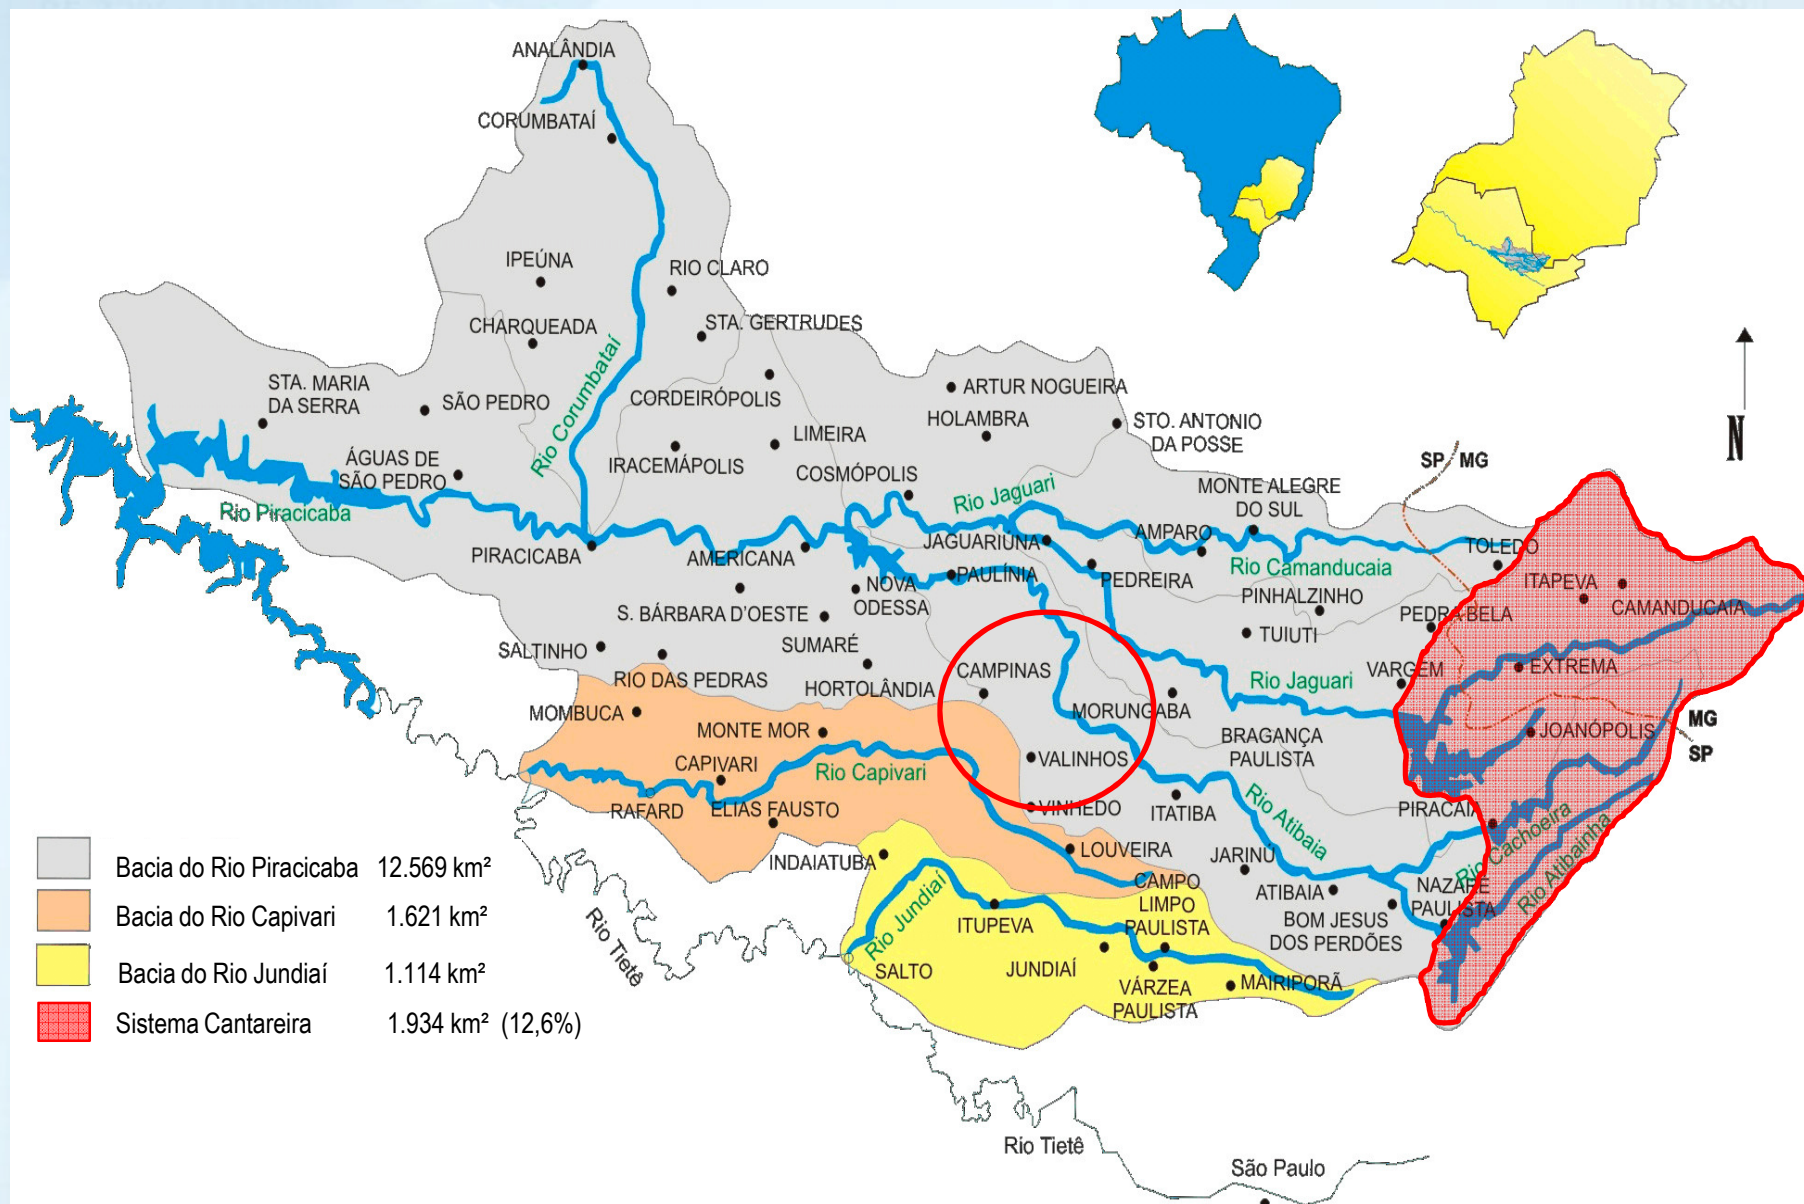 ANALÂNDIA
CORUMBATAÍ
IPEÚNA
RIO CLARO
CHARQUEADA
STA. GERTRUDES
Rio Corumbataí
STA. MARIA
DA SERRA
SÃO PEDRO
CORDEIRÓPOLIS
ARTUR NOGUEIRA
HOLAMBRA
STO. ANTONIO
DA POSSE
LIMEIRA
IRACEMÁPOLIS
ÁGUAS DE
SÃO PEDRO
COSMÓPOLIS
Rio Jaguari
SP
MG
N
MONTE ALEGRE
DO SUL
Rio Piracicaba
PIRACICABA
AMERICANA
JAGUARIÚNA
AMPARO
TOLEDO
PAULÍNIA
PEDREIRA
Rio Camanducaia
ITAPEVA
NOVA
ODESSA
PINHALZINHO
CAMANDUCAIA
S. BÁRBARA D'OESTE
PEDRA BELA
TUIUTI
SUMARÉ
SALTINHO
RIO DAS PEDRAS
HORTOLÂNDIA
CAMPINAS
VARGEM
EXTREMA
Rio Jaguari
MOMBUCA
MONTE MOR
MORUNGABA
BRAGANÇA
PAULISTA
JOANÓPOLIS
MG
SP
CAPIVARI
Rio Capivari
VALINHOS
RAFARD
ELIAS FAUSTO
VINHEDO
ITATIBA
Rio Atibaia
PIRACAIA
Rio Cachoeira
Rio Atibainha
INDAIATUBA
LOUVEIRA
JARINÚ
CAMPO
LIMPO
PAULISTA
ATIBAIA
NAZARÉ
PAULISTA
BOM JESUS
DOS PERDÕES
Rio Jundiaí
ITUPEVA
SALTO
JUNDIAÍ
VÁRZEA
PAULISTA
MAIRIPORÃ
Rio Tietê
Bacia do Rio Piracicaba 12.569 km²
Bacia do Rio Capivari 1.621 km²
Bacia do Rio Jundiaí 1.114 km²
Sistema Cantareira 1.934 km² (12,6%)
Rio Tietê
São Paulo